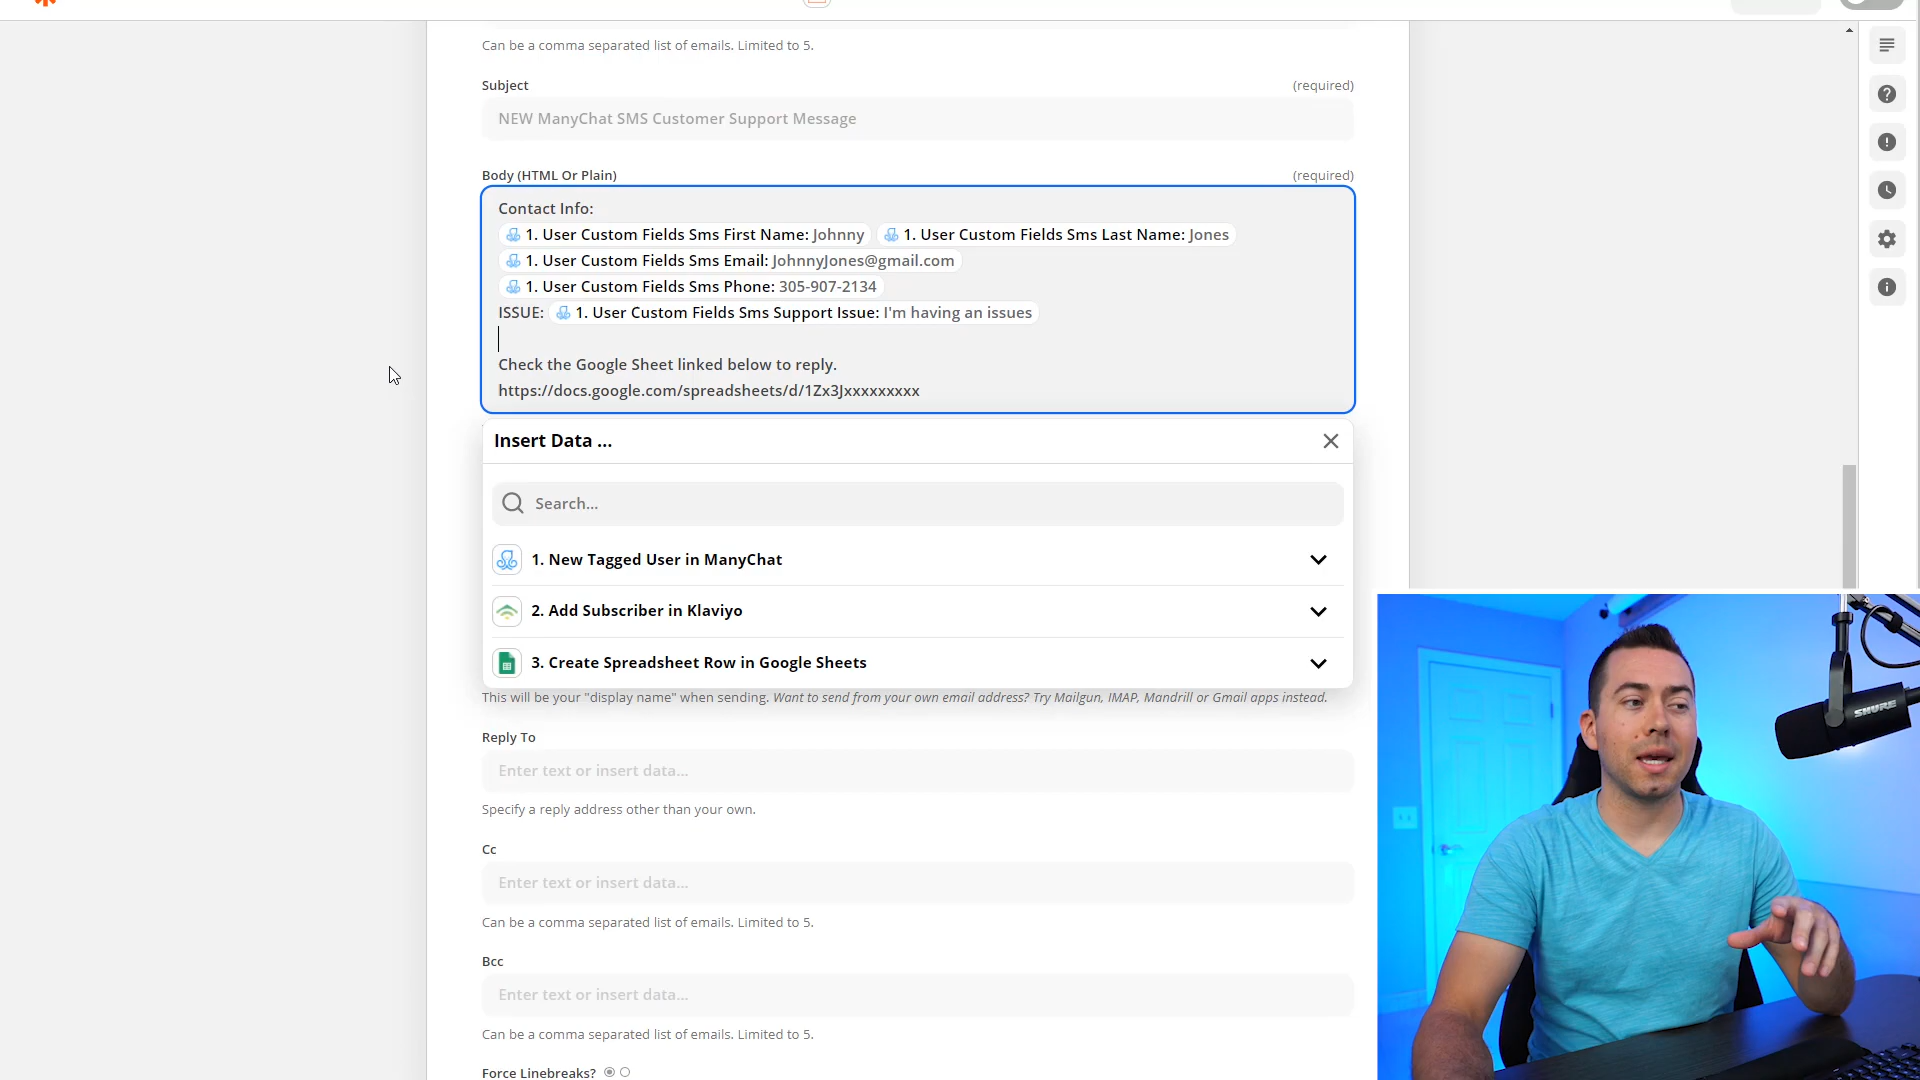 Can be a comma separated list of emails. Limited to 5.
Subject (required)
NEW ManyChat SMS Customer Support Message
Body (HTML Or Plain) (required)
Contact Info:
1. User Custom Fields Sms First Name: Johnny 1. User Custom Fields Sms Last Name: Jones
1. User Custom Fields Sms Email: JohnnyJones@gmail.com
1. User Custom Fields Sms Phone: 305-907-2134
ISSUE: 1. User Custom Fields Sms Support Issue: I'm having an issues
Check the Google Sheet linked below to reply.
https://docs.google.com/spreadsheets/d/1Zx3Jxxxxxxxxx
Insert Data ...
Search...
1. New Tagged User in ManyChat
2. Add Subscriber in Klaviyo
3. Create Spreadsheet Row in Google Sheets
This will be your "display name" when sending. Want to send from your own email address? Try Mailgun, IMAP, Mandrill or Gmail apps instead.
Reply To
Enter text or insert data...
Specify a reply address other than your own.
Cc
Enter text or insert data...
Can be a comma separated list of emails. Limited to 5.
Bcc
Enter text or insert data...
Can be a comma separated list of emails. Limited to 5.
Force Linebreaks?
SHURE